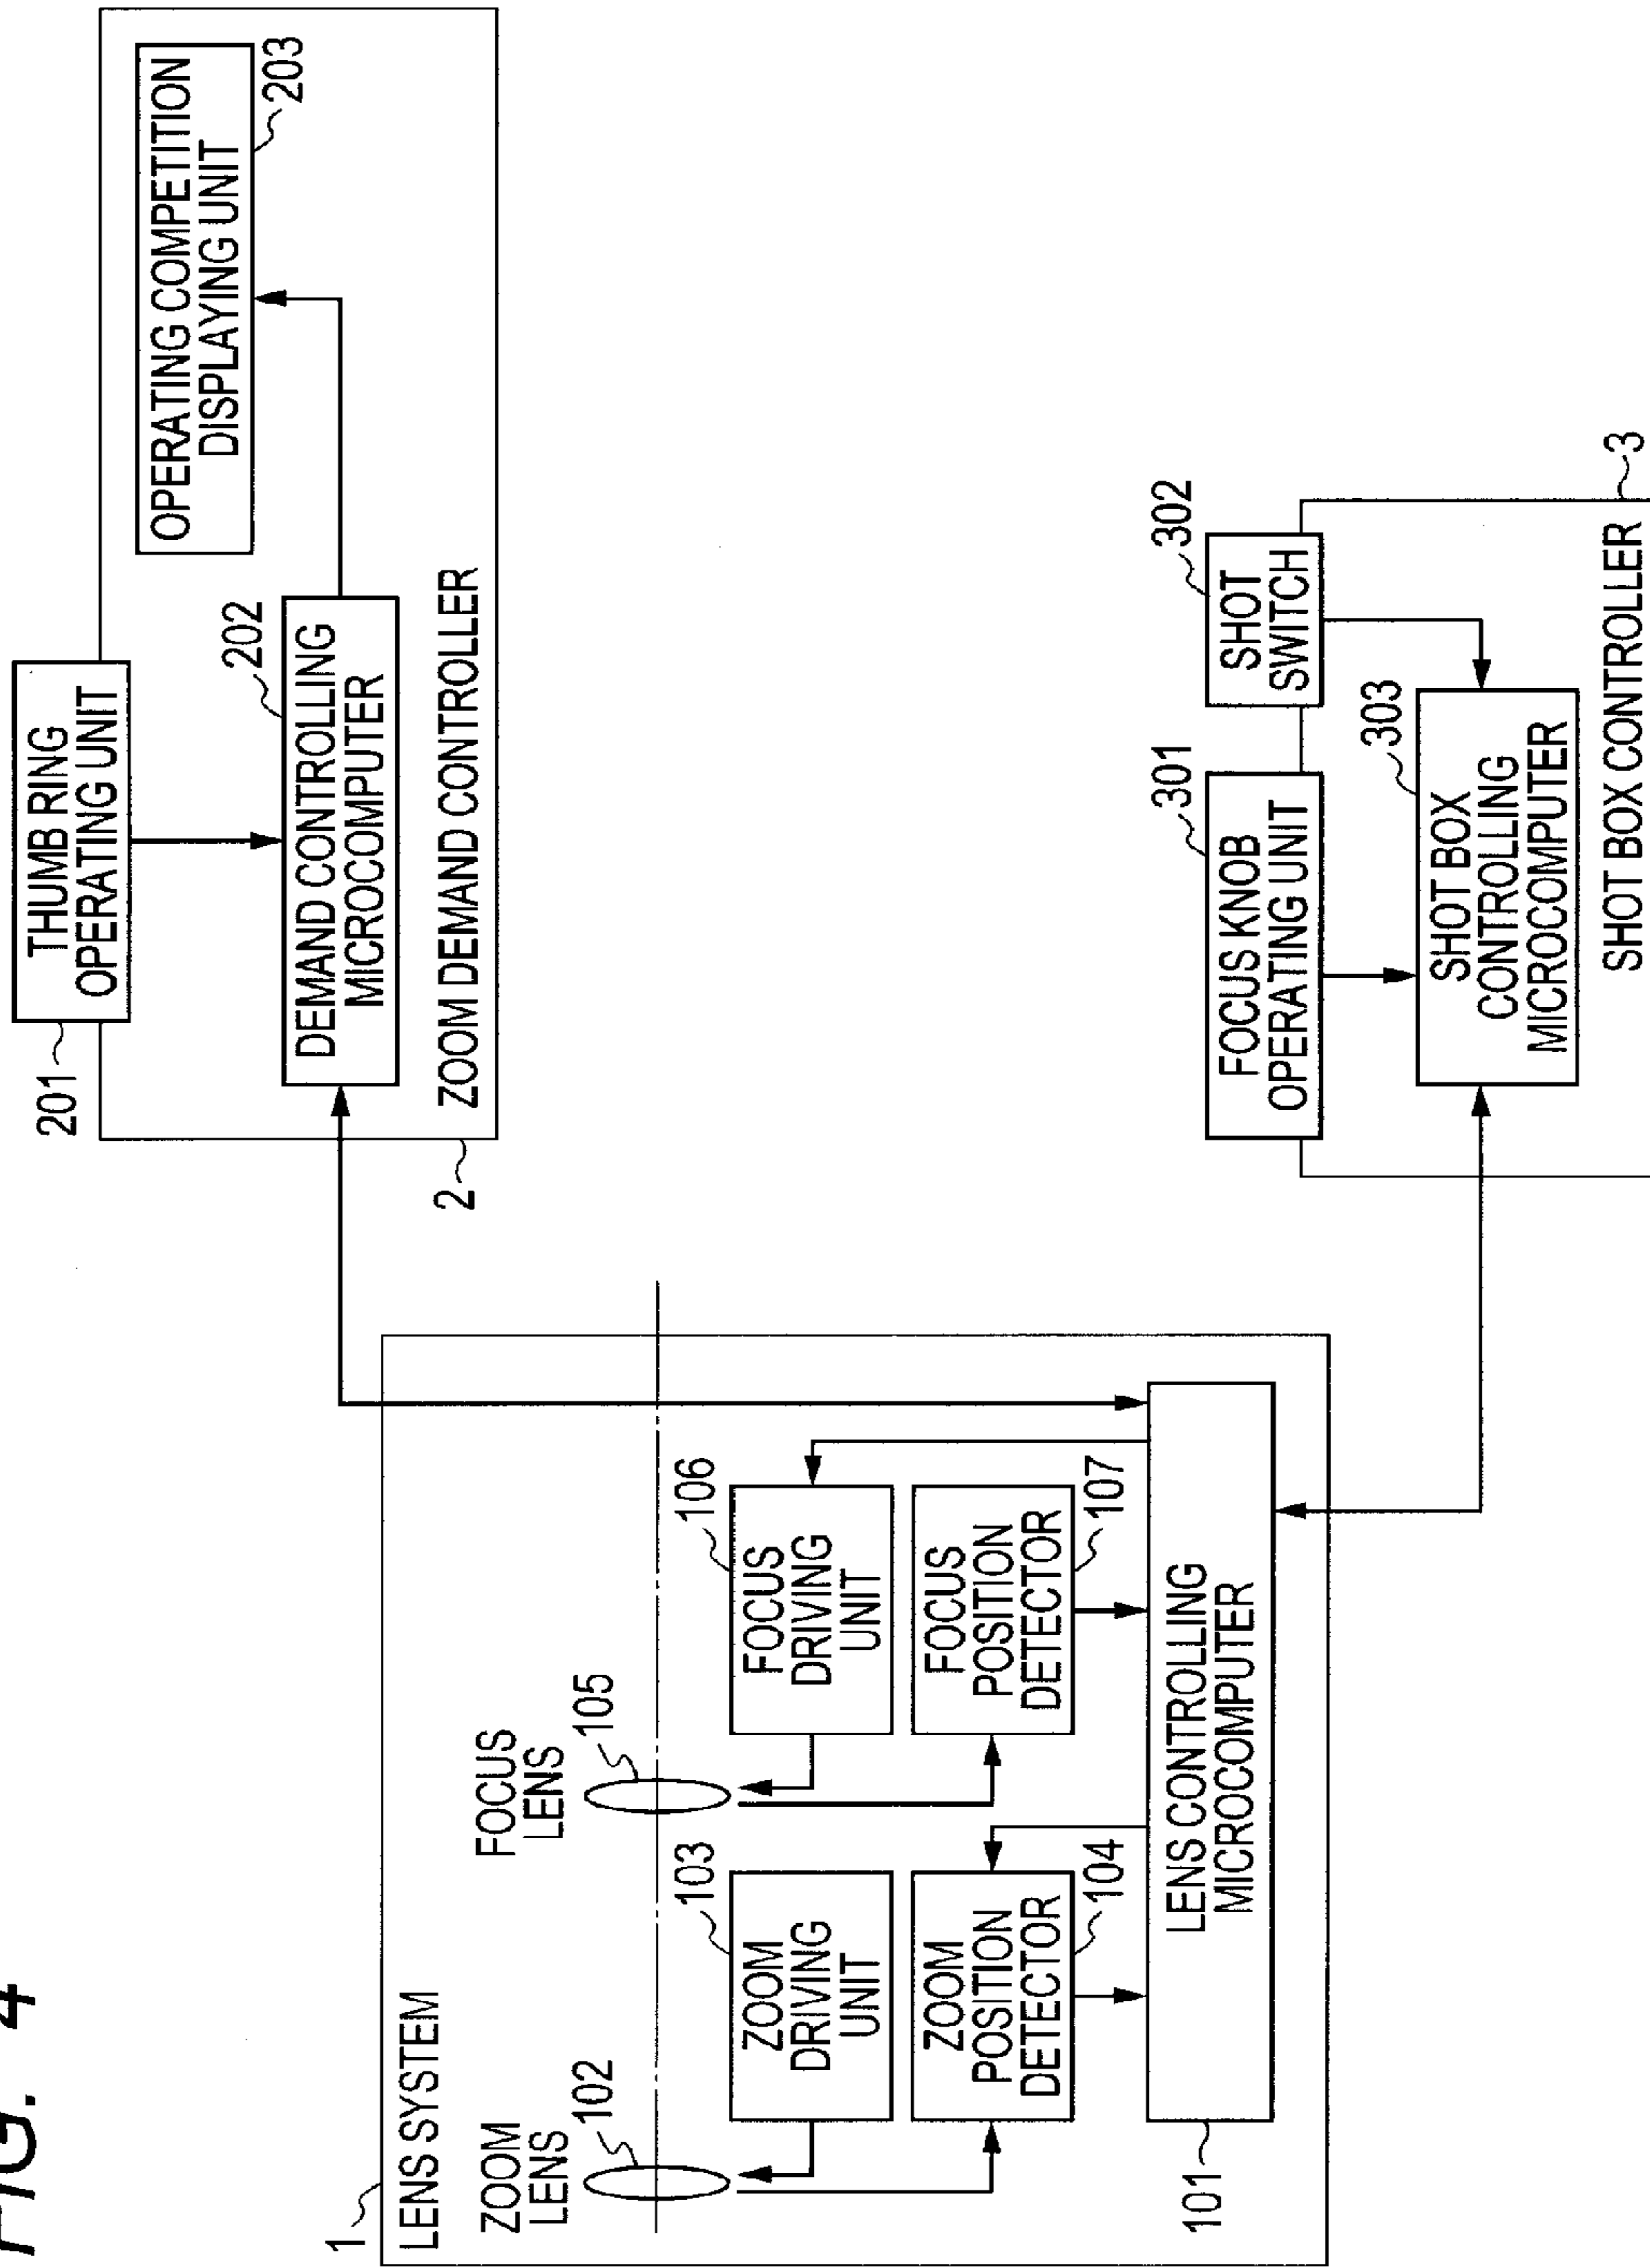 FIG. 4
1
LENS SYSTEM
ZOOM
LENS
102
FOCUS
LENS
105
103
ZOOM
DRIVING
UNIT
106
FOCUS
DRIVING
UNIT
ZOOM
POSITION
DETECTOR
104
FOCUS
POSITION
DETECTOR
107
101
LENS CONTROLLING
MICROCOMPUTER
201
THUMB RING
OPERATING UNIT
OPERATING COMPETITION
DISPLAYING UNIT
203
202
DEMAND CONTROLLING
MICROCOMPUTER
2
ZOOM DEMAND CONTROLLER
301
FOCUS KNOB
OPERATING UNIT
302
SHOT
SWITCH
303
SHOT BOX
CONTROLLING
MICROCOMPUTER
SHOT BOX CONTROLLER
3